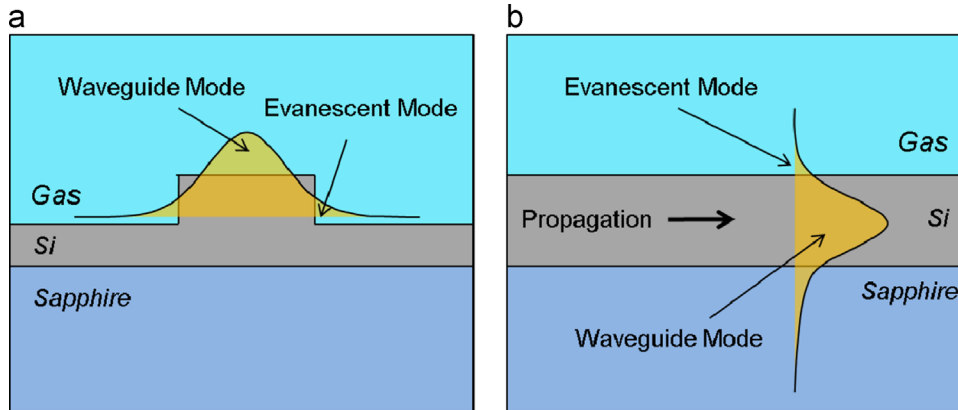 a
Waveguide Mode
Evanescent Mode
Gas
Si
Sapphire
b
Evanescent Mode
Gas
Propagation
Si
Sapphire
Waveguide Mode